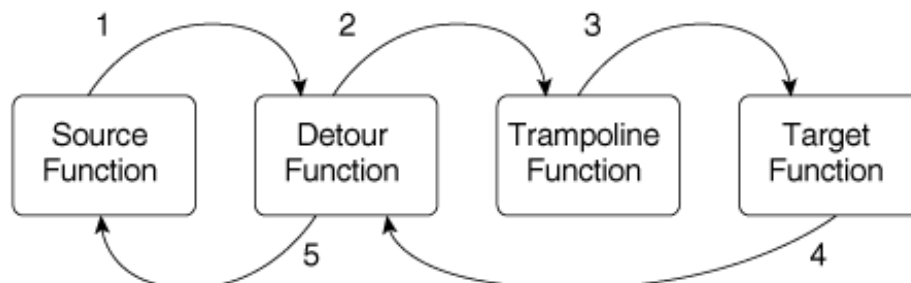 1
2
3
Source
Function
Detour
Function
Trampoline
Function
Target
Function
5
4